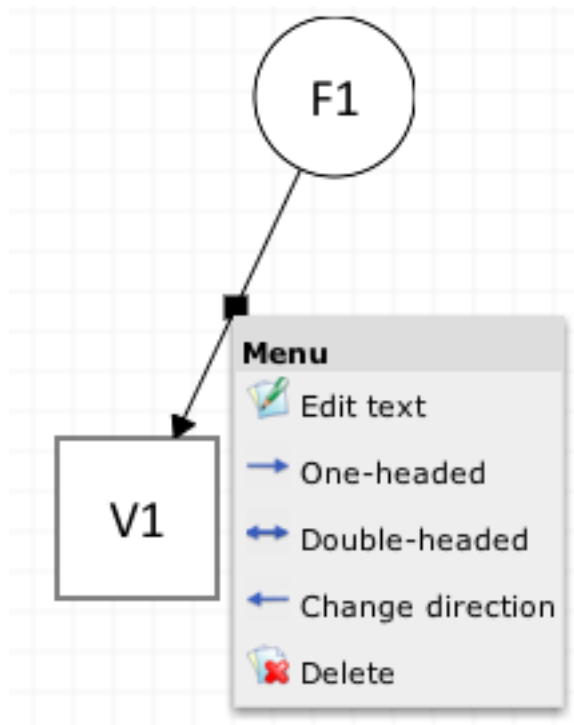 F1
Menu
Edit text
One-headed
V1
Double-headed
Change direction
Delete